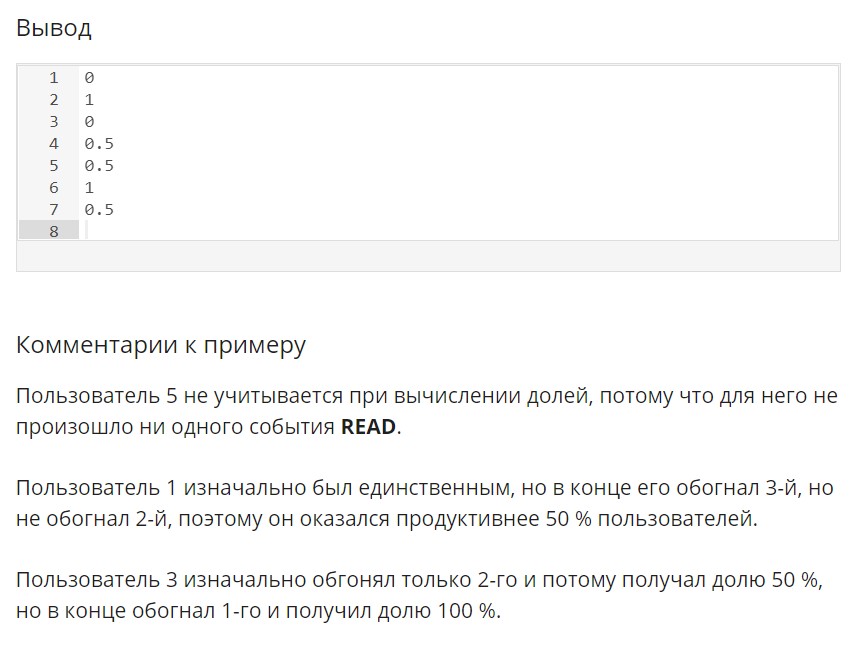 Вывод
1 0
2 1
3 0
4 0.5
5 0.5
6 1
7 0.5
8
Комментарии к примеру
Пользователь 5 не учитывается при вычислении долей, потому что для него не
произошло ни одного события READ.
Пользователь 1 изначально был единственным, но в конце его обогнал 3-й, но
не обогнал 2-й, поэтому он оказался продуктивнее 50 % пользователей.
Пользователь 3 изначально обгонял только 2-го и потому получал долю 50 %,
но в конце обогнал 1-го и получил долю 100 %.